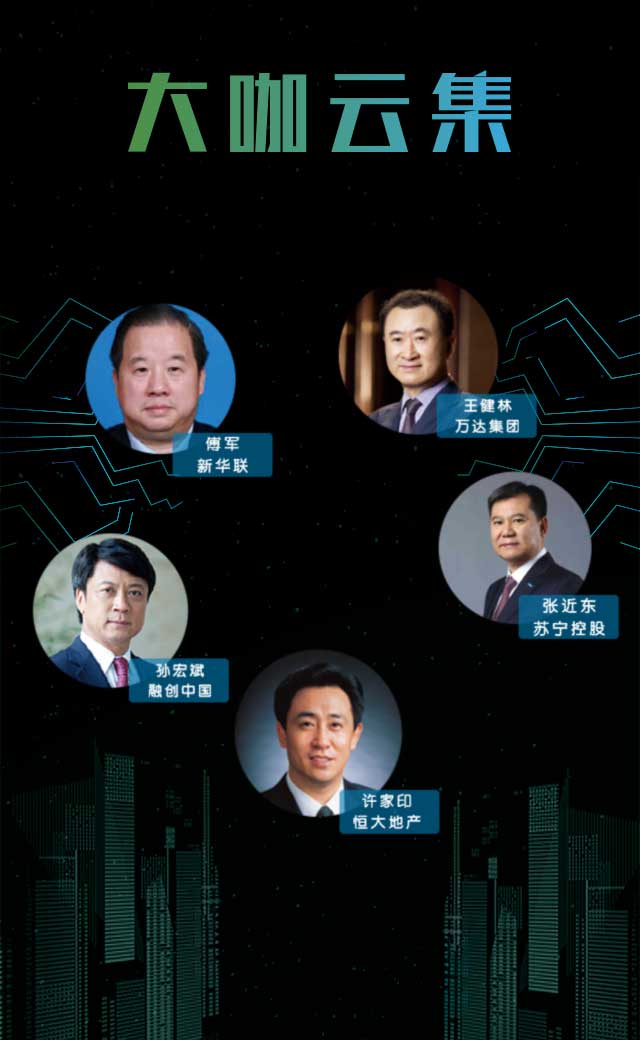 大咖云集
傅军
新华联
王健林
万达集团
张近东
苏宁控股
孙宏斌
融创中国
许家印
恒大地产